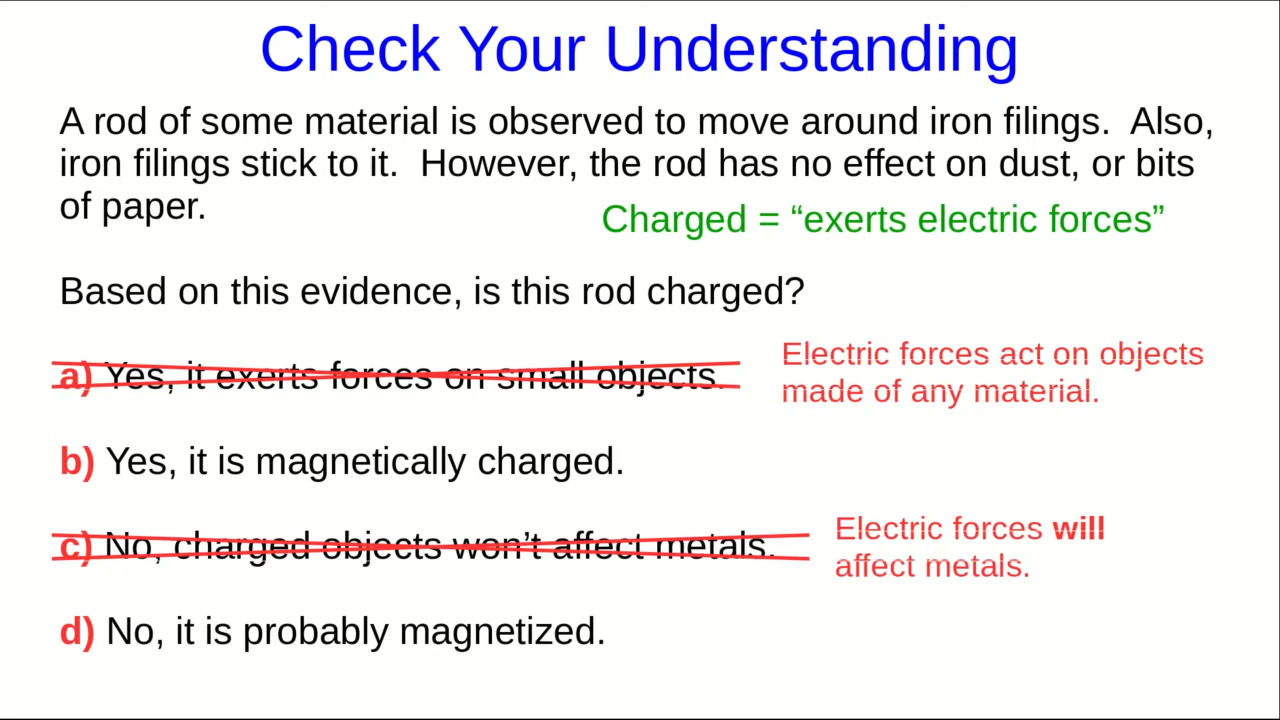 Check Your Understanding
A rod of some material is observed to move around iron filings. Also,
iron filings stick to it. However, the rod has no effect on dust, or bits
of paper.
Charged = “exerts electric forces”
Based on this evidence, is this rod charged?
a) Yes, it exerts forces on small objects.
Electric forces act on objects
made of any material.
b) Yes, it is magnetically charged.
c) No, charged objects won’t affect metals.
Electric forces will
affect metals.
d) No, it is probably magnetized.